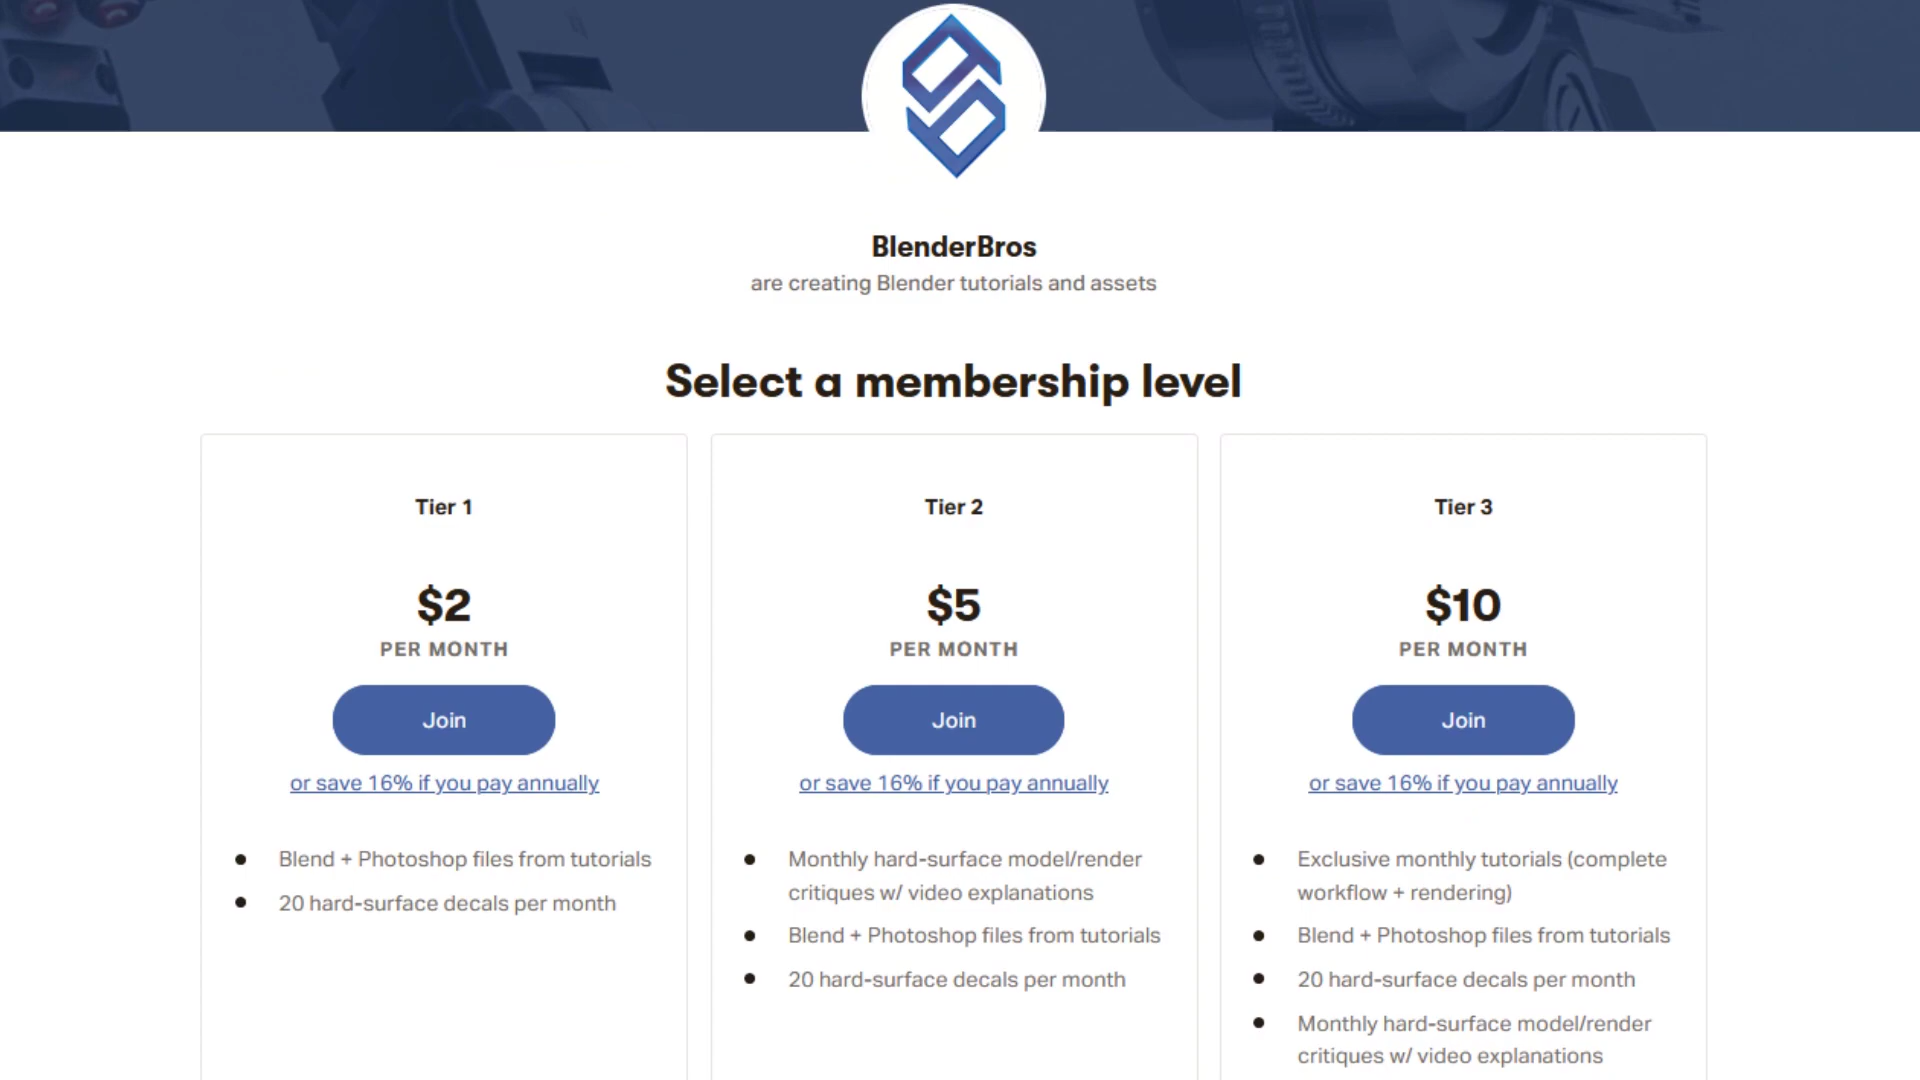 BlenderBros
are creating Blender tutorials and assets
Select a membership level
Tier 1
$2
PER MONTH
Join
or save 16% if you pay annually
Blend + Photoshop files from tutorials
20 hard-surface decals per month
Tier 2
$5
PER MONTH
Join
or save 16% if you pay annually
Monthly hard-surface model/render
critiques w/ video explanations
Blend + Photoshop files from tutorials
20 hard-surface decals per month
Tier 3
$10
PER MONTH
Join
or save 16% if you pay annually
Exclusive monthly tutorials (complete
workflow + rendering)
Blend + Photoshop files from tutorials
20 hard-surface decals per month
Monthly hard-surface model/render
critiques w/ video explanations